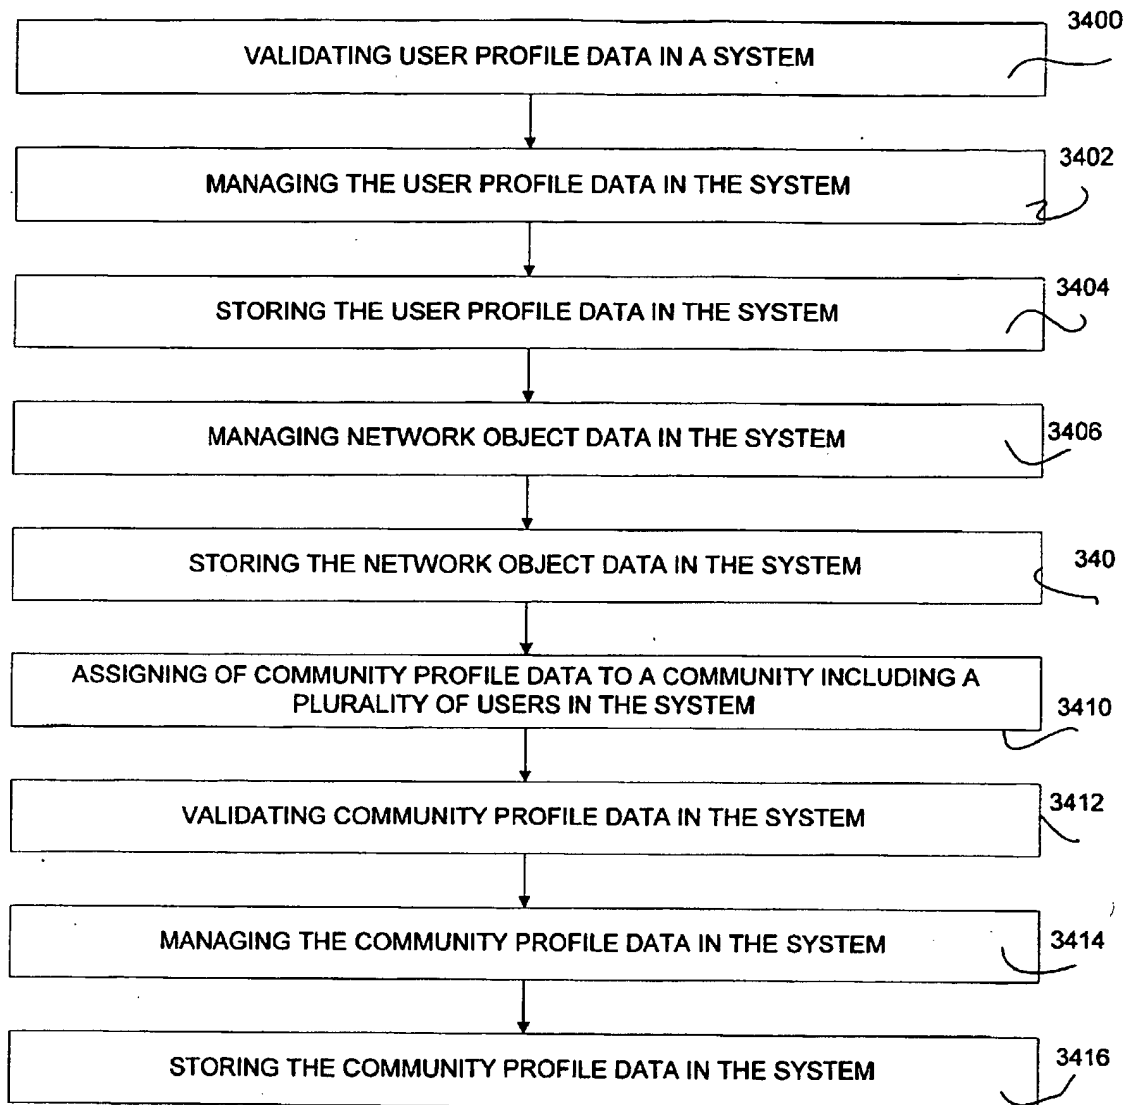 3400
VALIDATING USER PROFILE DATA IN A SYSTEM
3402
MANAGING THE USER PROFILE DATA IN THE SYSTEM
3404
STORING THE USER PROFILE DATA IN THE SYSTEM
3406
MANAGING NETWORK OBJECT DATA IN THE SYSTEM
340
STORING THE NETWORK OBJECT DATA IN THE SYSTEM
ASSIGNING OF COMMUNITY PROFILE DATA TO A COMMUNITY INCLUDING A
PLURALITY OF USERS IN THE SYSTEM
3410
VALIDATING COMMUNITY PROFILE DATA IN THE SYSTEM
3412
MANAGING THE COMMUNITY PROFILE DATA IN THE SYSTEM
3414
STORING THE COMMUNITY PROFILE DATA IN THE SYSTEM
3416